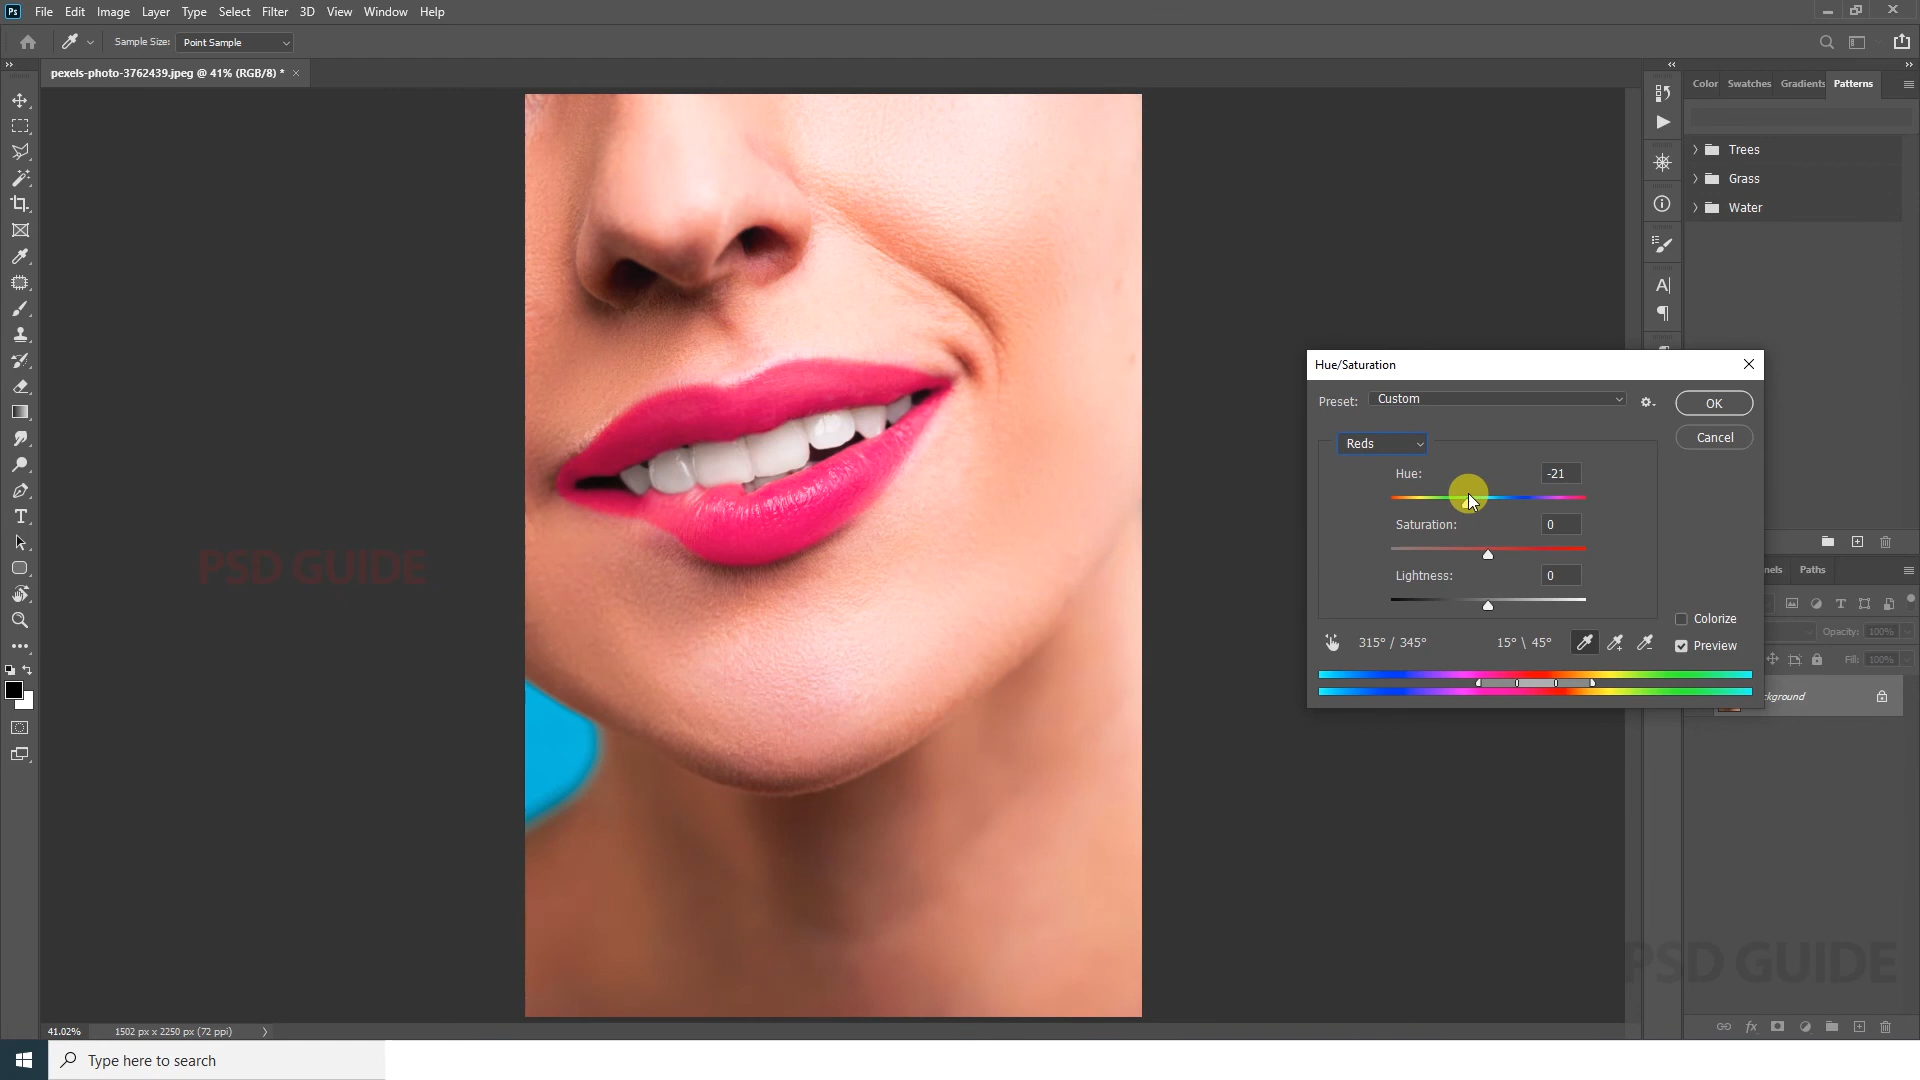 Ps File Edit Image Layer Type Select Filter 3D View Window Help
Sample Size: Point Sample
pexels-photo-3762439.jpeg @ 41% (RGB/8) * ×
Color Swatches Gradients Patterns
Trees
Grass
Water
Hue/Saturation
Preset: Custom
OK
Reds
Cancel
Hue: -21
Saturation: 0
PSD GUIDE
Lightness: 0
Paths
Colorize
315° / 345° 15° \ 45°
Preview
Opacity: 100%
Fill: 100%
PSD GUIDE
41.02% 1502 px x 2250 px (72 ppi)
fx
Type here to search